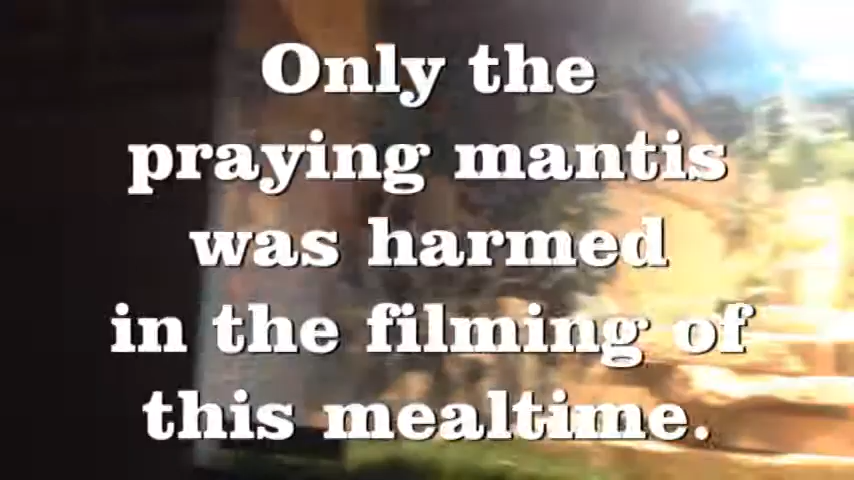 Only the
praying mantis
was harmed
in the filming of
this mealtime.